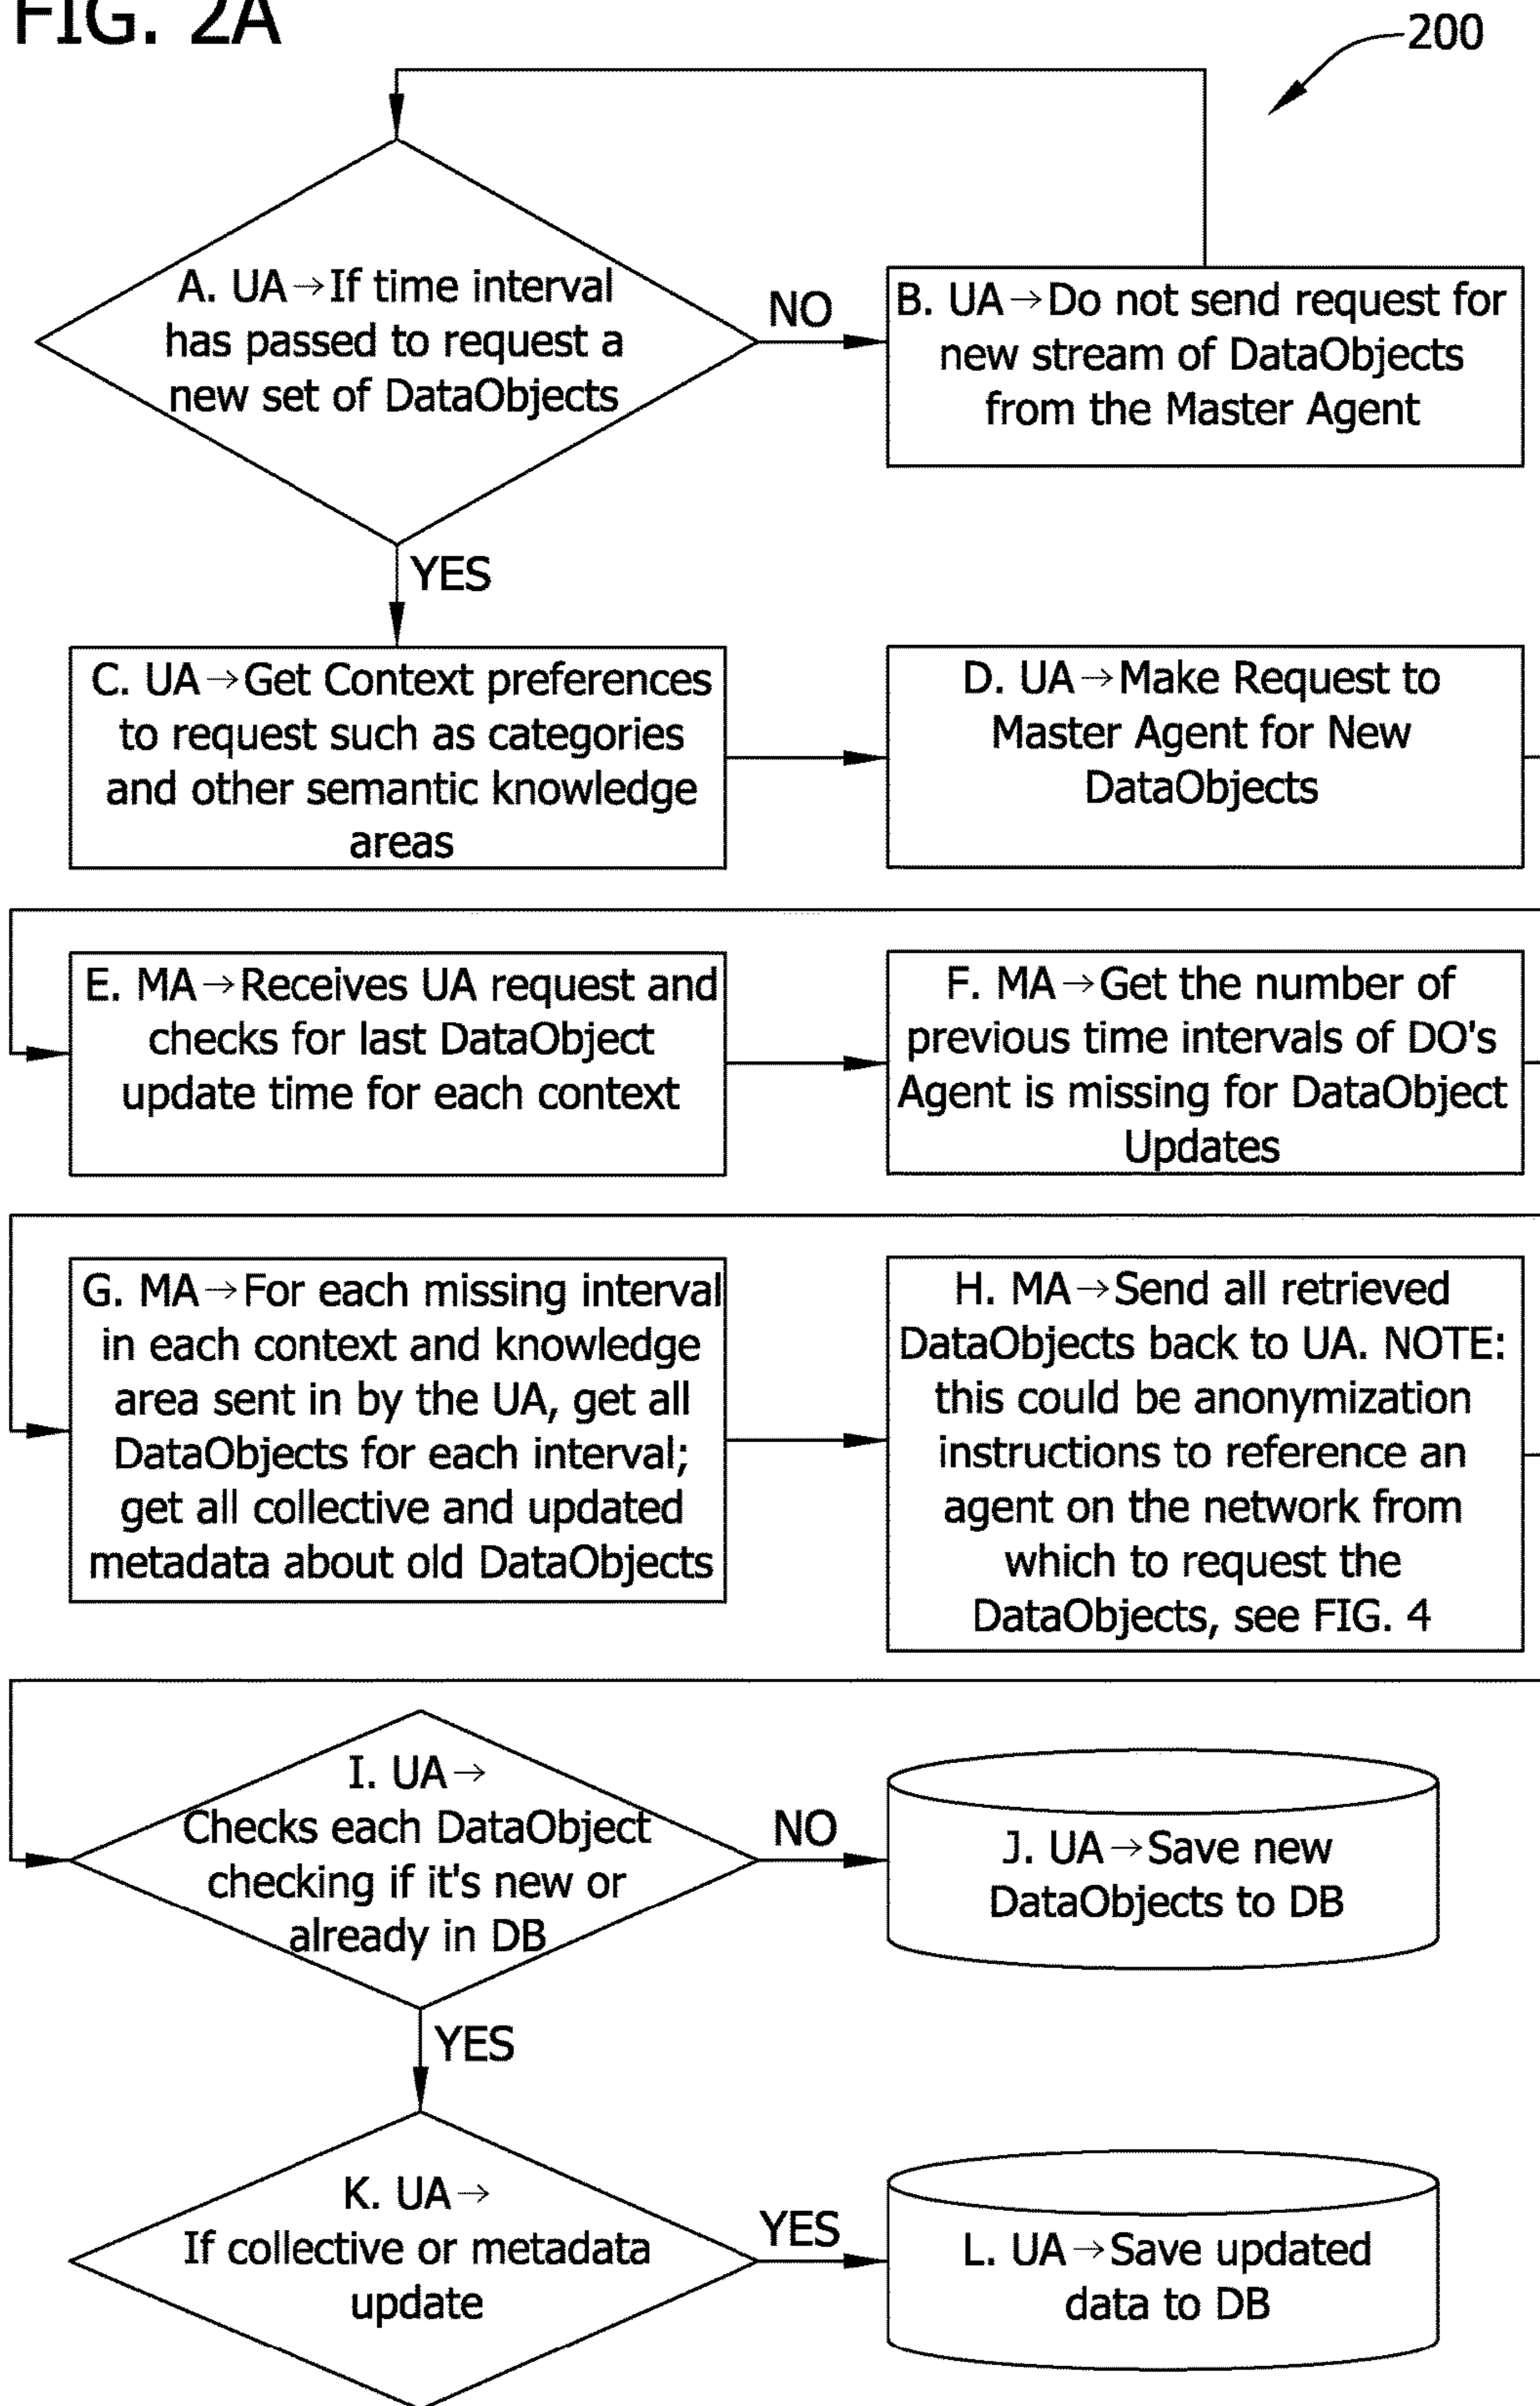 FIG. 2A
200
A. UA→If time interval
has passed to request a
new set of DataObjects
NO
B. UA→Do not send request for
new stream of DataObjects
from the Master Agent
YES
C. UA→Get Context preferences
to request such as categories
and other semantic knowledge
areas
D. UA→Make Request to
Master Agent for New
DataObjects
E. MA→Receives UA request and
checks for last DataObject
update time for each context
F. MA→Get the number of
previous time intervals of DO's
Agent is missing for DataObject
Updates
G. MA→For each missing interval
in each context and knowledge
area sent in by the UA, get all
DataObjects for each interval;
get all collective and updated
metadata about old DataObjects
H. MA→Send all retrieved
DataObjects back to UA. NOTE:
this could be anonymization
instructions to reference an
agent on the network from
which to request the
DataObjects, see FIG. 4
I. UA→
Checks each DataObject
checking if it's new or
already in DB
NO
J. UA→Save new
DataObjects to DB
YES
K. UA→
If collective or metadata
update
YES
L. UA→Save updated
data to DB